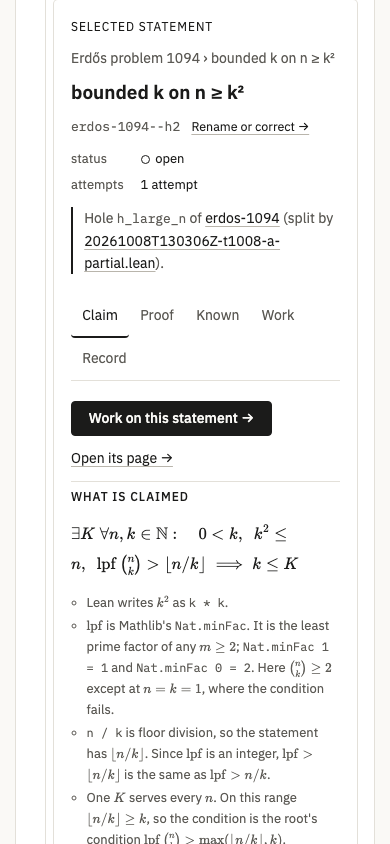 SELECTED STATEMENT
Erdős problem 1094 › bounded k on n ≥ k²
bounded k on n ≥ k²
erdos-1094--h2 Rename or correct →
status ○ open
attempts 1 attempt
Hole h_large_n of erdos-1094 (split by
20261008T130306Z-t1008-a-
partial.lean).
Claim Proof Known Work
Record
Work on this statement →
Open its page →
WHAT IS CLAIMED
∃K ∀n, k ∈ ℕ : 0 < k, k² ≤
n, lpf (n k) > ⌊n/k⌋ ⟹ k ≤ K
◦ Lean writes k² as k * k.
◦ lpf is Mathlib's Nat.minFac. It is the least
prime factor of any m ≥ 2; Nat.minFac 1
= 1 and Nat.minFac 0 = 2. Here (n k) ≥ 2
except at n = k = 1, where the condition
fails.
◦ n / k is floor division, so the statement
has ⌊n/k⌋. Since lpf is an integer, lpf >
⌊n/k⌋ is the same as lpf > n/k.
◦ One K serves every n. On this range
⌊n/k⌋ ≥ k, so the condition is the root's
condition lpf (n k) > max(⌊n/k⌋, k).